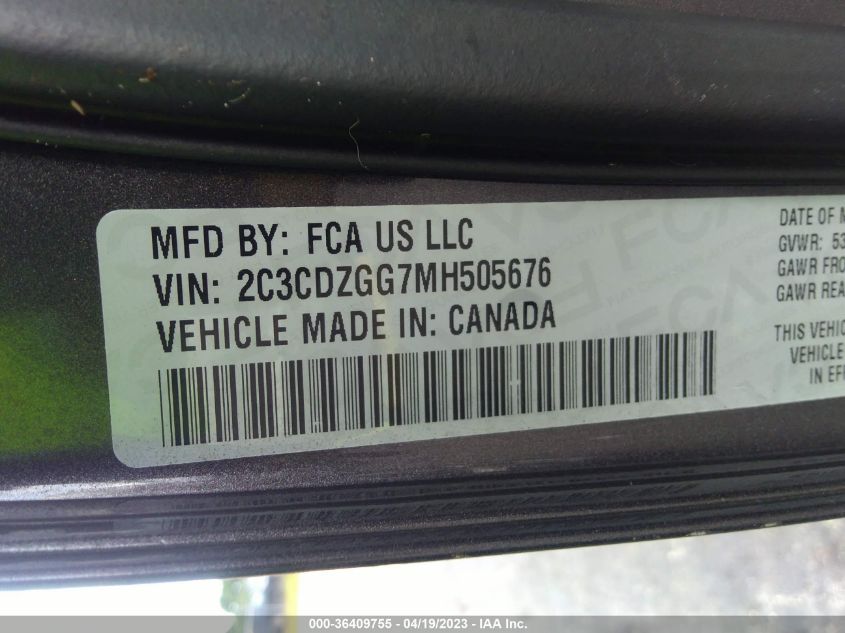 MFD BY: FCA US LLC
VIN: 2C3CDZGG7MH505676
VEHICLE MADE IN: CANADA
DATE OF M
GVWR: 53
GAWR FRO
GAWR REA
THIS VEHIC
VEHICLE
IN EFF
000-36409755 - 04/19/2023 - IAA Inc.